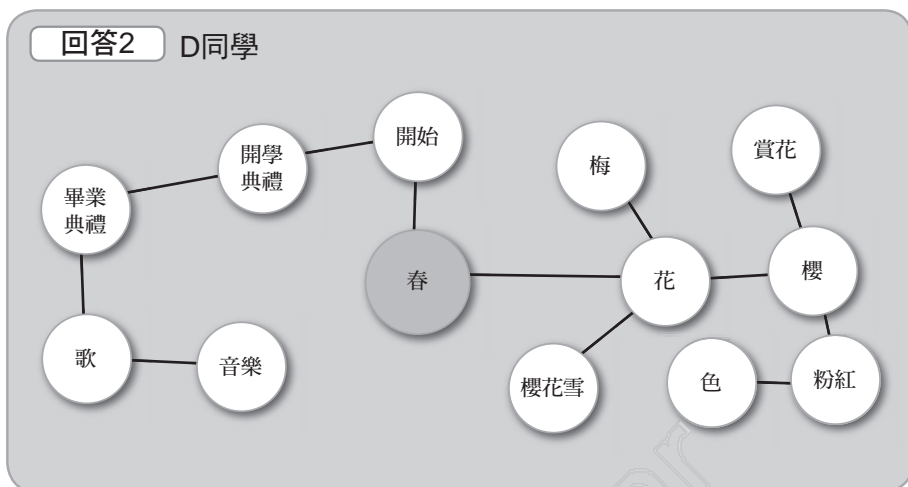 回答2 D同學
開始
開學
典禮
畢業
典禮
歌
音樂
春
花
梅
櫻花雪
櫻
賞花
粉紅
色